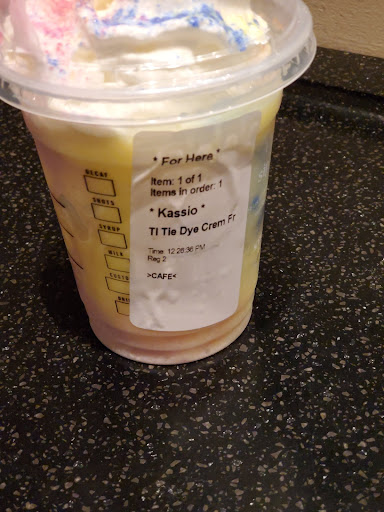 * For Here *
Item: 1 of 1
Items in order: 1
* Kassio *
Tl Tie Dye Crem Fr
Time: 12:26:36 PM
Reg 2
>CAFE<
DECAF
SHOTS
SYRUP
MILK
CUSTO